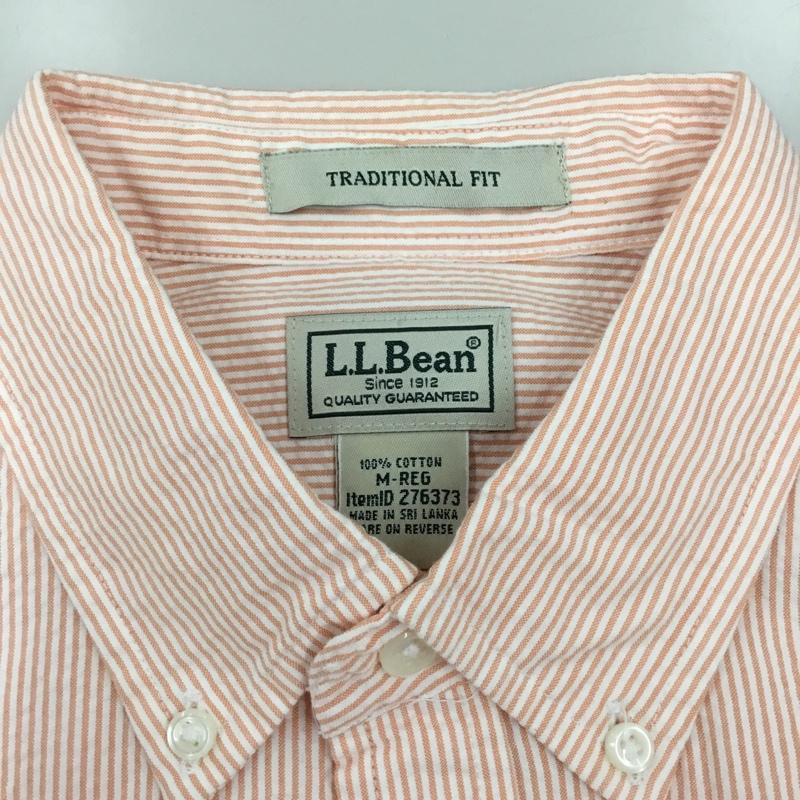 TRADITIONAL FIT
L.L.Bean®
Since 1912
QUALITY GUARANTEED
100% COTTON
M-REG
ItemID 276373
MADE IN SRI LANKA
ARE ON REVERSE